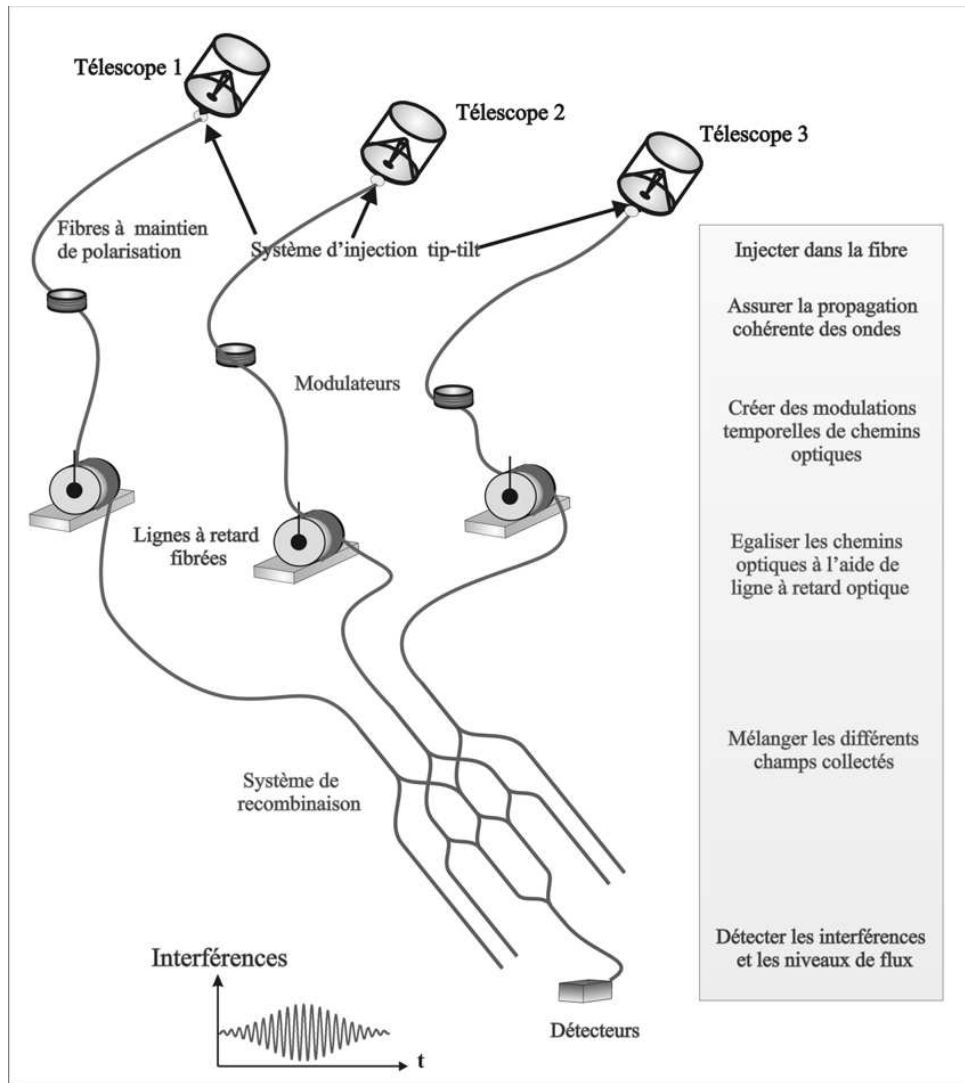 Télescope 1
Télescope 2
Télescope 3
Fibres à maintien
de polarisation
Système d'injection tip-tilt
Injecter dans la fibre
Assurer la propagation
cohérente des ondes
Modulateurs
Créer des modulations
temporelles de chemins
optiques
Lignes à retard
fibrées
Egaliser les chemins
optiques à l'aide de
ligne à retard optique
Mélanger les différents
champs collectés
Système de
recombinaison
Détecter les interférences
et les niveaux de flux
Interférences
t
Détecteurs